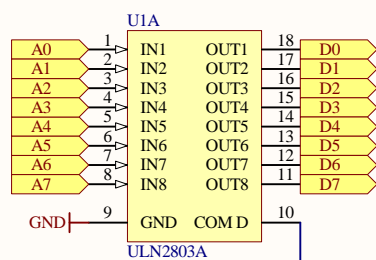 U1A
A0 1 IN1 OUT1 18 D0
A1 2 IN2 OUT2 17 D1
A2 3 IN3 OUT3 16 D2
A3 4 IN4 OUT4 15 D3
A4 5 IN5 OUT5 14 D4
A5 6 IN6 OUT6 13 D5
A6 7 IN7 OUT7 12 D6
A7 8 IN8 OUT8 11 D7
GND 9 GND COM D 10
ULN2803A